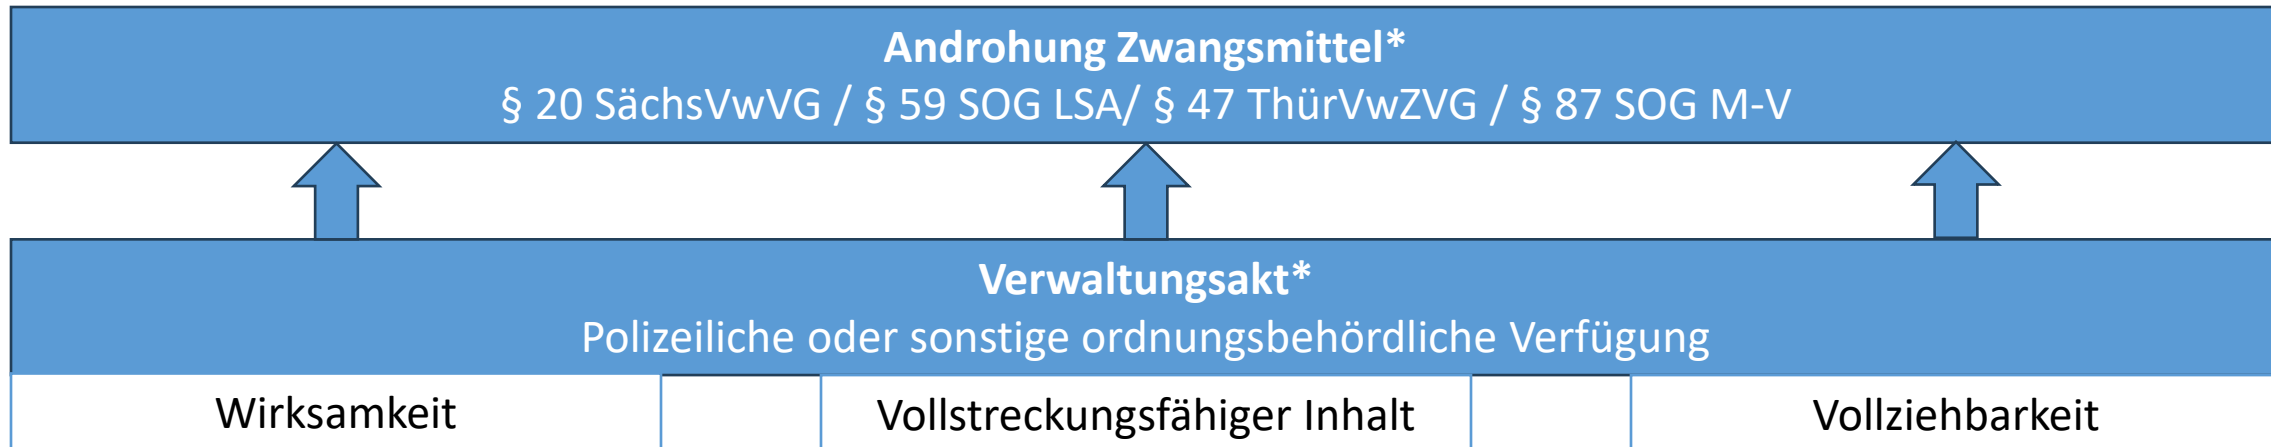 Androhung Zwangsmittel*
§ 20 SächsVwVG / § 59 SOG LSA/ § 47 ThürVwZVG / § 87 SOG M-V
Verwaltungsakt*
Polizeiliche oder sonstige ordnungsbehördliche Verfügung
Wirksamkeit
Vollstreckungsfähiger Inhalt
Vollziehbarkeit